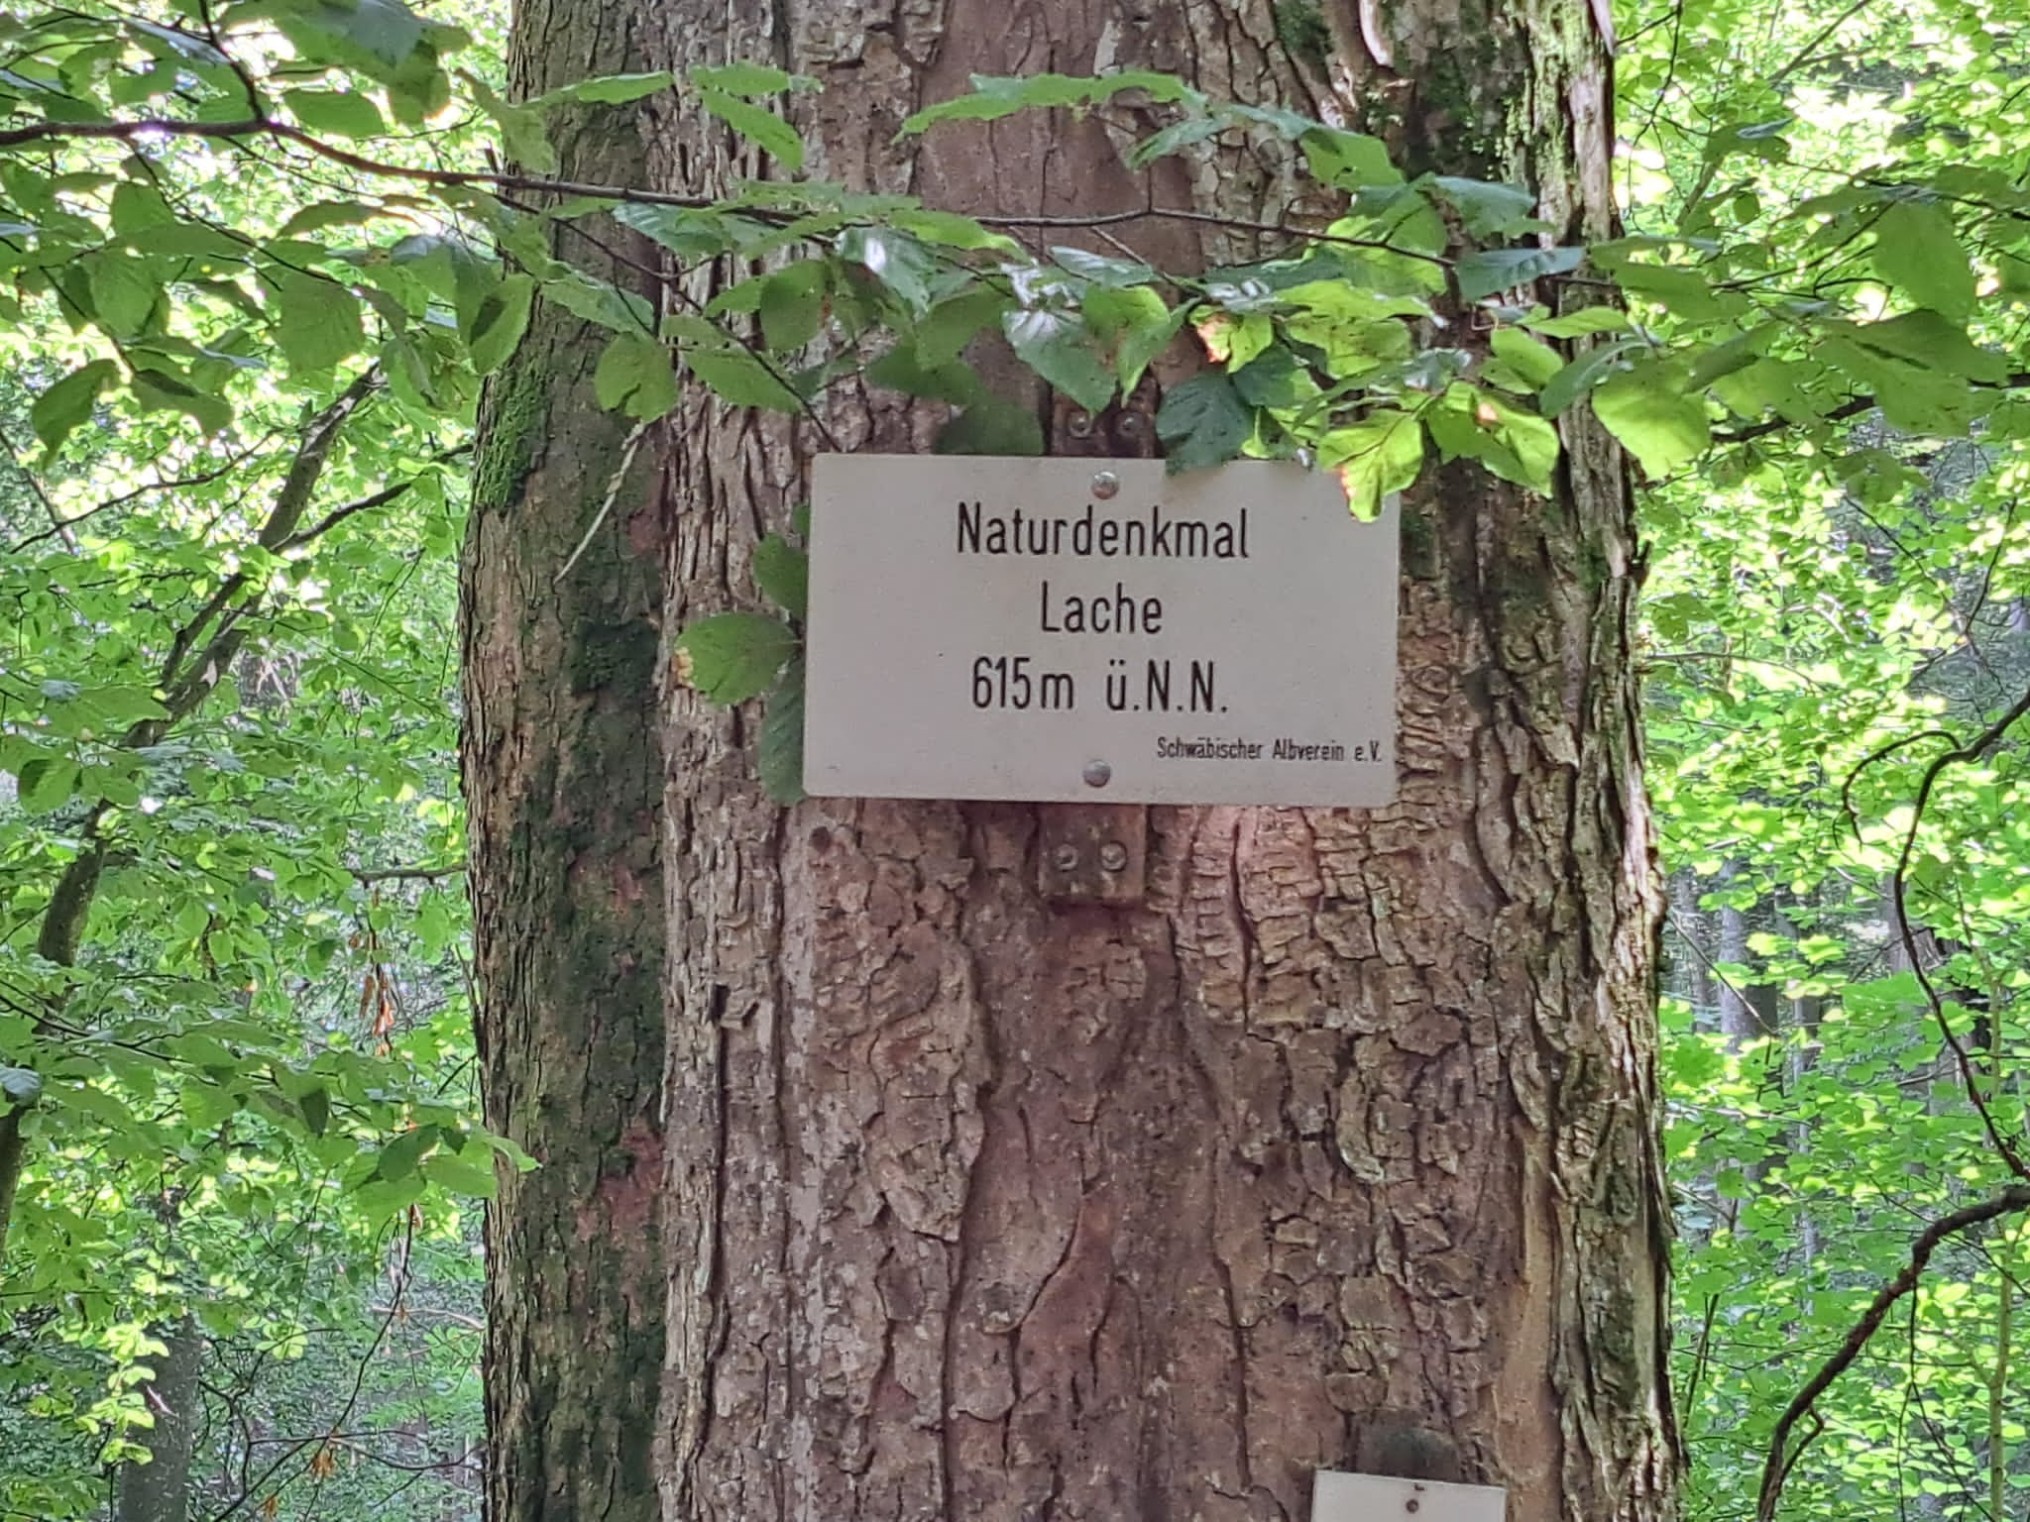 Naturdenkmal
Lache
615m ü.N.N.
Schwäbischer Albverein e.V.